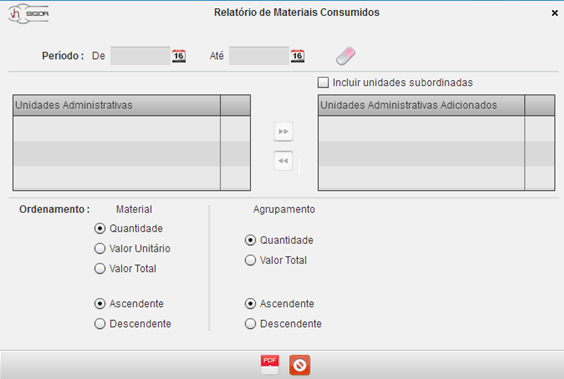 SIGOR Relatório de Materiais Consumidos
Período : De 16 Até 16
Incluir unidades subordinadas
Unidades Administrativas Unidades Administrativas Adicionados
Ordenamento : Material Agrupamento
Quantidade Quantidade
Valor Unitário Valor Total
Valor Total
Ascendente Ascendente
Descendente Descendente
PDF